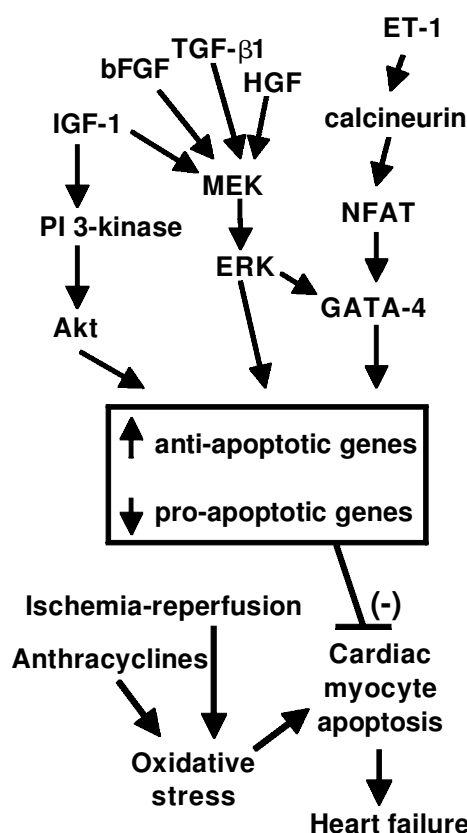 ET-1
TGF-β1
bFGF
HGF
IGF-1
calcineurin
MEK
PI 3-kinase
NFAT
ERK
GATA-4
Akt
anti-apoptotic genes
pro-apoptotic genes
(-)
Ischemia-reperfusion
Anthracyclines
Cardiac
myocyte
apoptosis
Oxidative
stress
Heart failure